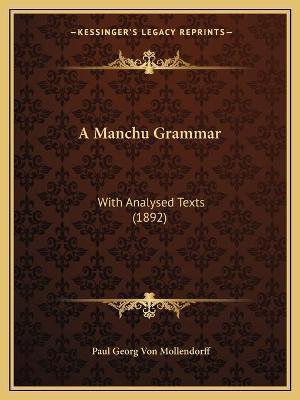 ~KESSINGER'S LEGACY REPRINTS~
A Manchu Grammar
With Analysed Texts
(1892)
Paul Georg Von Mollendorff